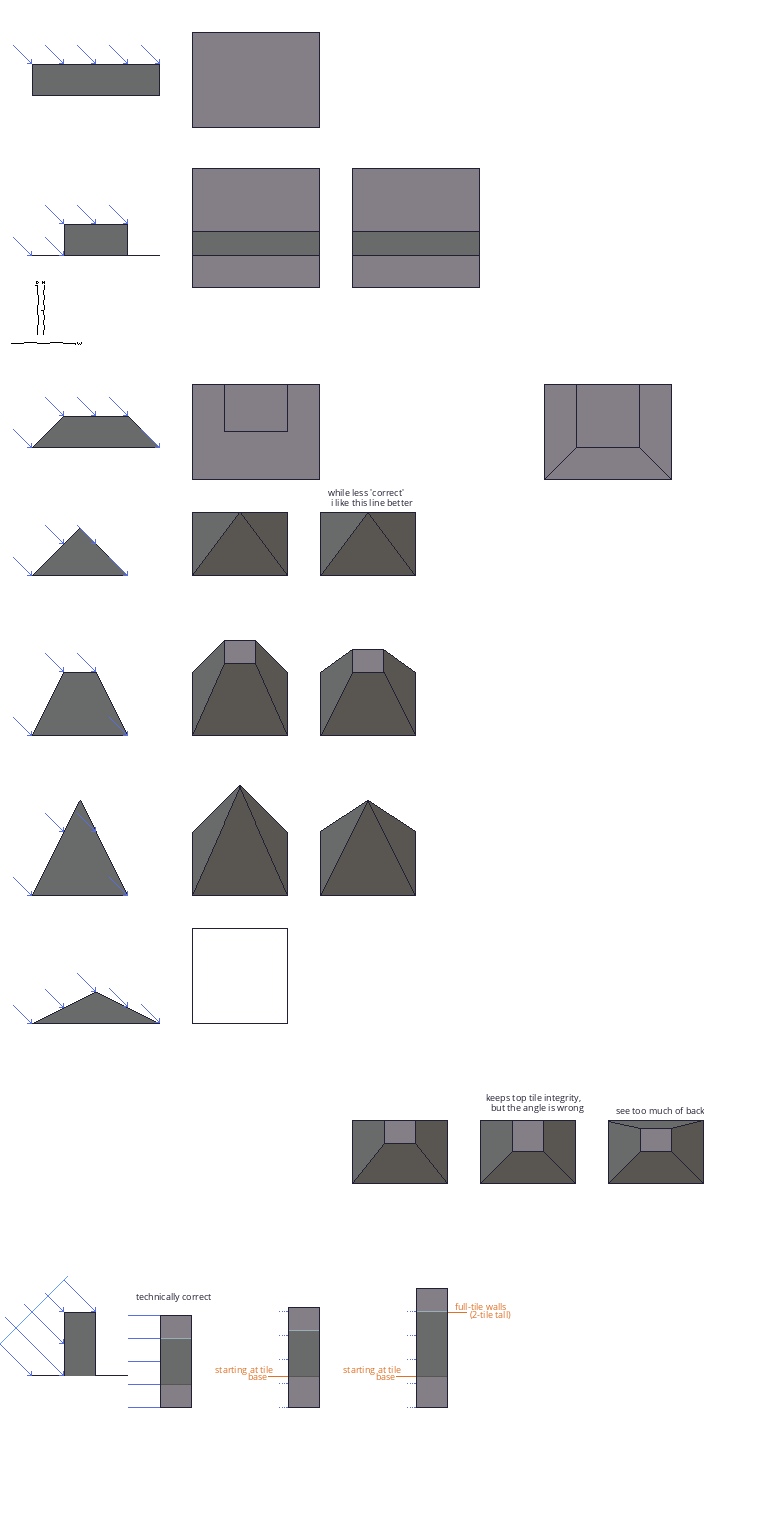 while less 'correct'
i like this line better
keeps top tile integrity,
but the angle is wrong
see too much of back
technically correct
full-tile walls
(2-tile tall)
starting at tile
base
starting at tile
base